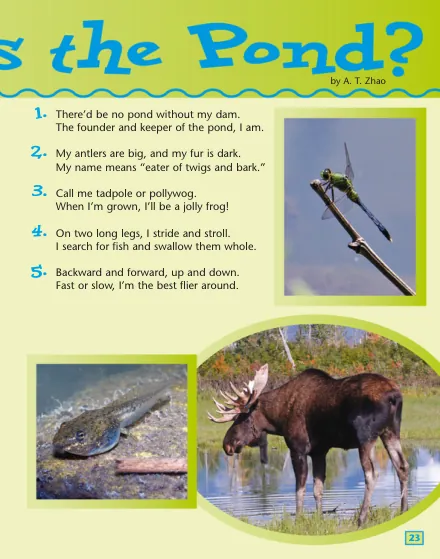 s the Pond?
by A. T. Zhao
1. There’d be no pond without my dam.
The founder and keeper of the pond, I am.
2. My antlers are big, and my fur is dark.
My name means “eater of twigs and bark.”
3. Call me tadpole or pollywog.
When I’m grown, I’ll be a jolly frog!
4. On two long legs, I stride and stroll.
I search for fish and swallow them whole.
5. Backward and forward, up and down.
Fast or slow, I’m the best flier around.
23